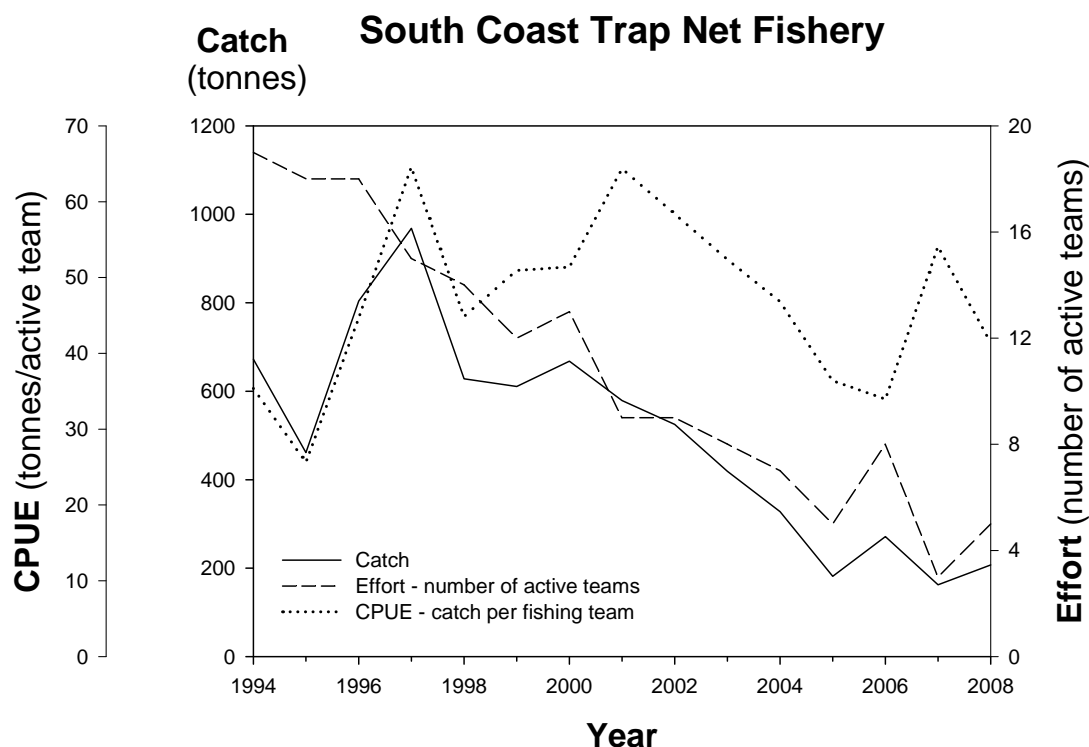 South Coast Trap Net Fishery
Catch
(tonnes)
CPUE (tonnes/active team)
70
60
50
40
30
20
10
0
1200
1000
800
600
400
200
0
Catch
Effort - number of active teams
CPUE - catch per fishing team
20
16
12
8
4
0
Effort (number of active teams)
1994 1996 1998 2000 2002 2004 2006 2008
Year